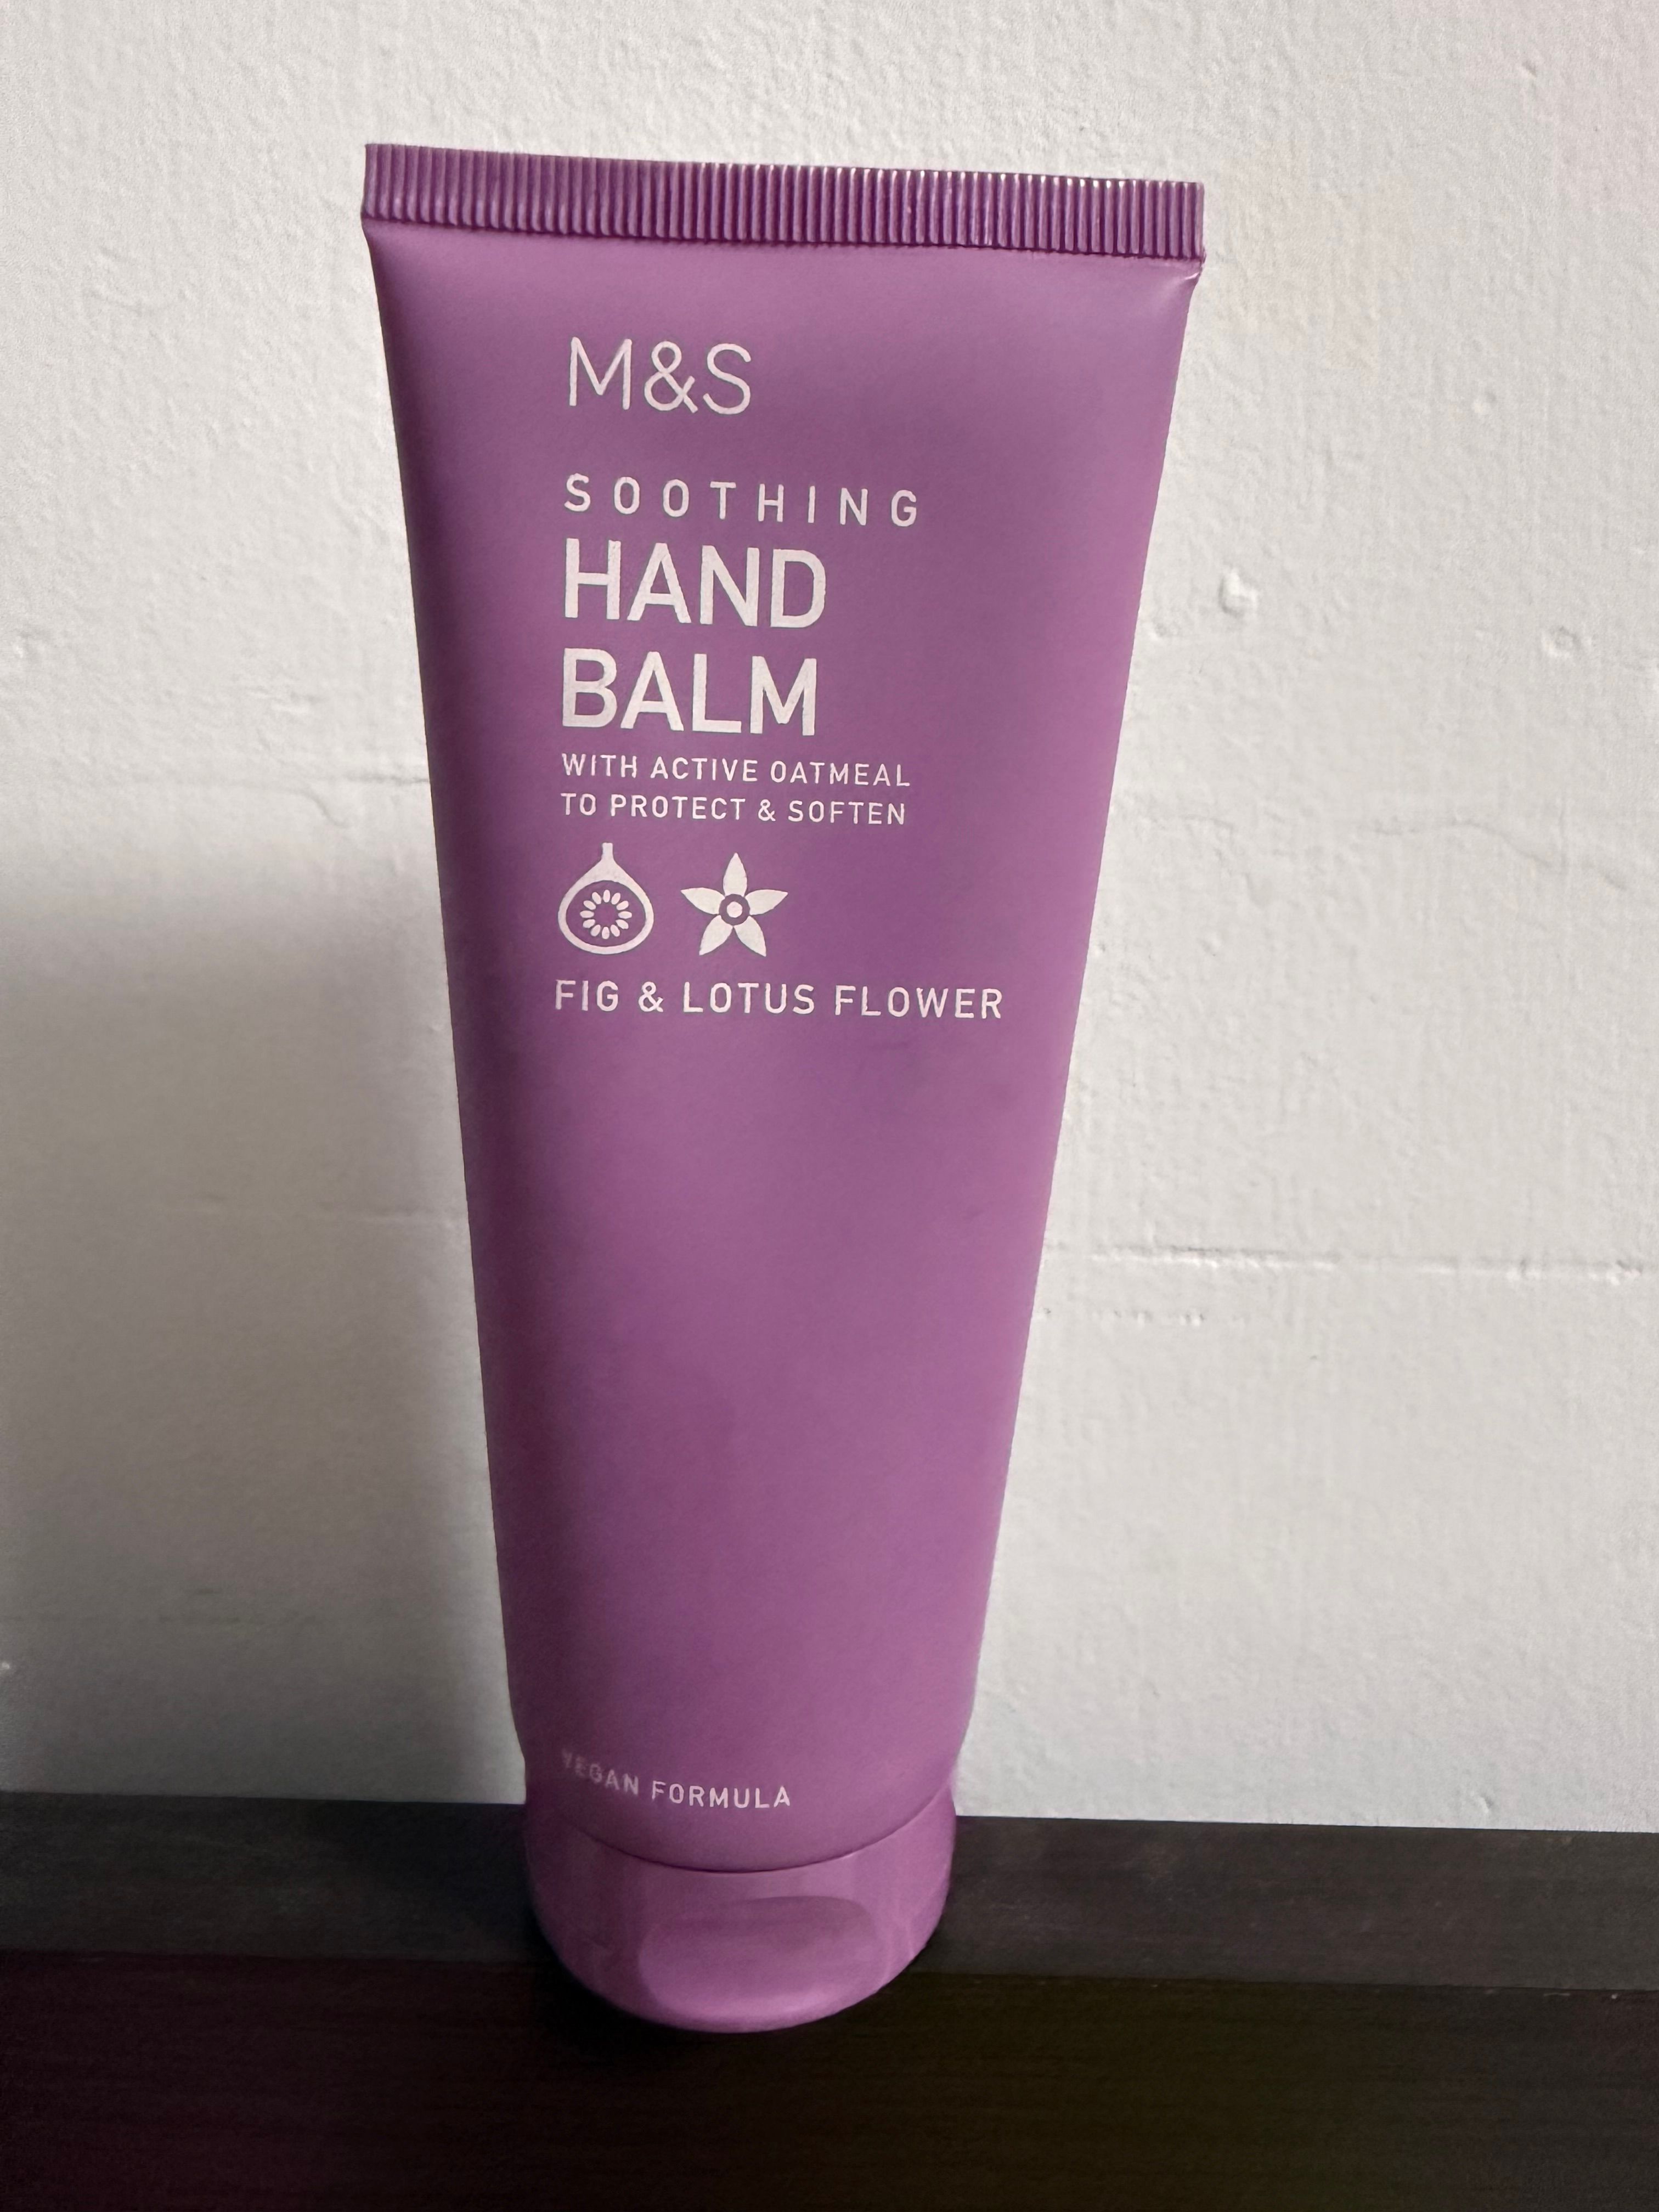 M&S
SOOTHING
HAND
BALM
WITH ACTIVE OATMEAL
TO PROTECT & SOFTEN
FIG & LOTUS FLOWER
VEGAN FORMULA